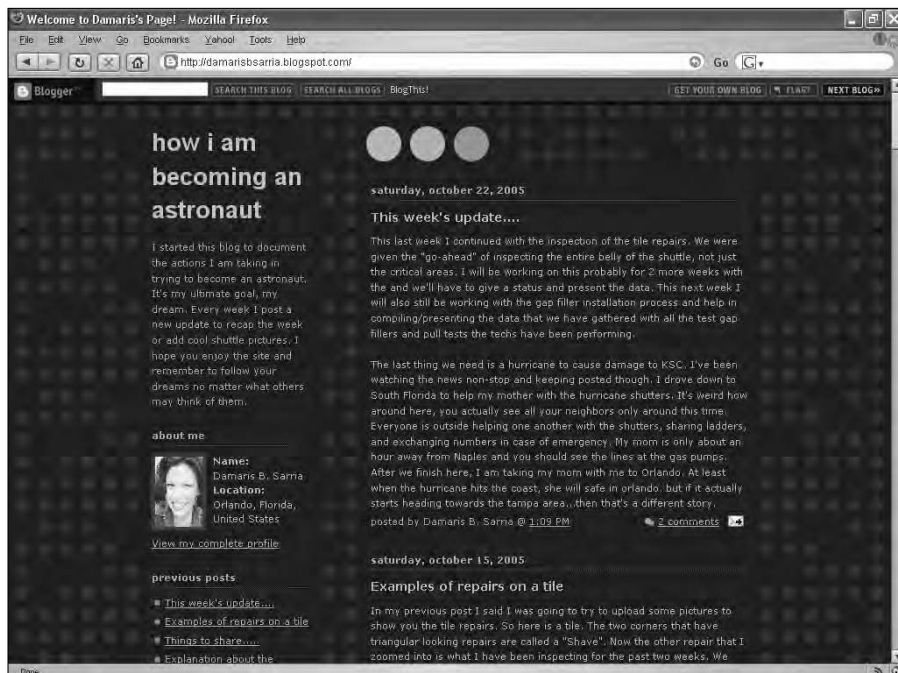 Welcome to Damaris's Page! - Mozilla Firefox
File Edit View Go Bookmarks Yahoo! Tools Help
http://damarisbsarria.blogspot.com/
Go
G
Blogger
SEARCH THIS BLOG
SEARCH ALL BLOGS
BlogThis!
GET YOUR OWN BLOG
FLAG?
NEXT BLOG»
how i am
becoming an
astronaut
i started this blog to document
the actions I am taking in
trying to become an astronaut.
It's my ultimate goal, my
dream. Every week I post a
new update to recap the week
or add cool shuttle pictures. I
hope you enjoy the site and
remember to follow your
dreams no matter what others
may think of them.
about me
Name:
Damaris B. Sarria
Location:
Orlando, Florida,
United States
View my complete profile
previous posts
This week's update....
Examples of repairs on a tile
Things to share.....
Explanation about the
saturday, october 22, 2005
This week's update....
This last week I continued with the inspection of the tile repairs. We were
given the "go-ahead" of inspecting the entire belly of the shuttle, not just
the critical areas. I will be working on this probably for 2 more weeks with
the and we'll have to give a status and present the data. This next week I
will also still be working with the gap filler installation process and help in
compiling/presenting the data that we have gathered with all the test gap
fillers and pull tests the techs have been performing.
The last thing we need is a hurricane to cause damage to KSC. I've been
watching the news non-stop and keeping posted though. I drove down to
South Florida to help my mother with the hurricane shutters. It's weird how
around here, you actually see all your neighbors only around this time.
Everyone is outside helping one another with the shutters, sharing ladders,
and exchanging numbers in case of emergency. My mom is only about an
hour away from Naples and you should see the lines at the gas pumps.
After we finish here, I am taking my mom with me to Orlando. At least
when the hurricane hits the coast, she will safe in orlando. but if it actually
starts heading towards the tampa area...then that's a different story.
posted by Damaris B. Sarria @ 1:09 PM
2 comments
saturday, october 15, 2005
Examples of repairs on a tile
In my previous post I said I was going to try to upload some pictures to
show you the tile repairs. So here is a tile. The two corners that have
triangular looking repairs are called a "Shave". Now the other repair that I
zoomed into is what I have been inspecting for the past two weeks. We
Done